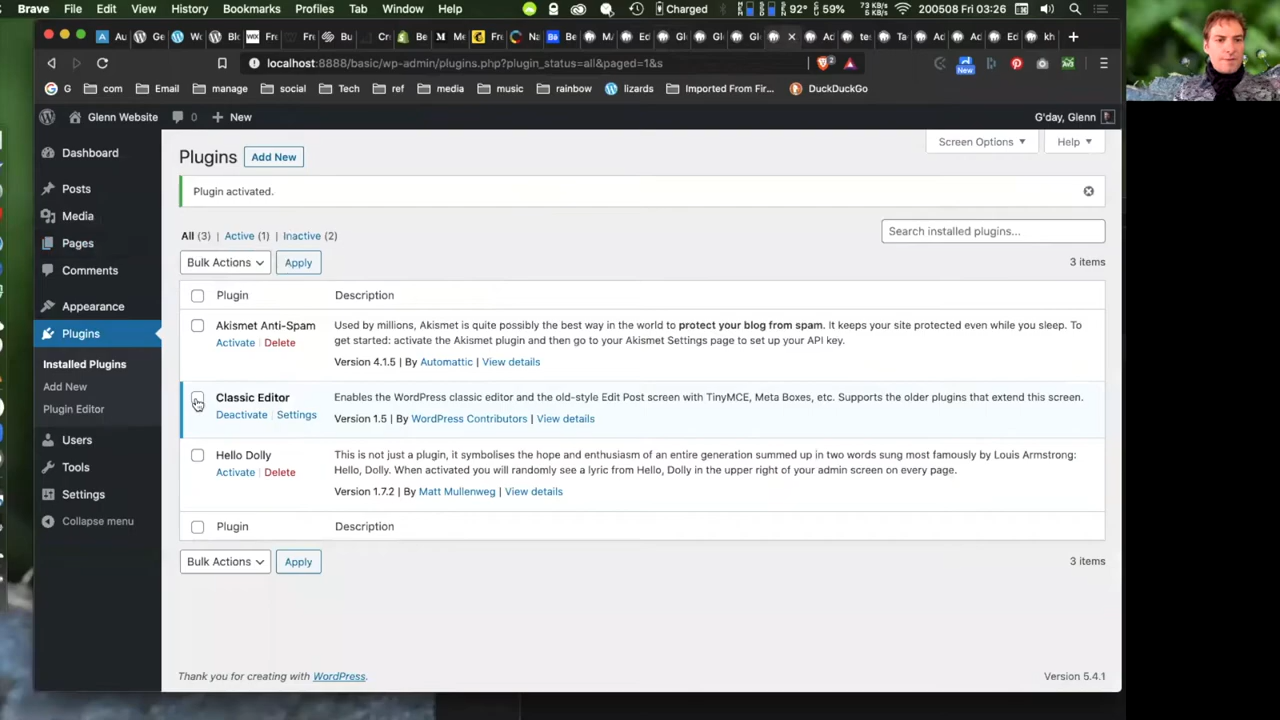 Brave File Edit View History Bookmarks Profiles Tab Window Help Charged 92° 59% 73 KB/s 5 KB/s 200508 Fri 03:26
localhost:8888/basic/wp-admin/plugins.php?plugin_status=all&paged=1&s
G com Email manage social Tech ref media music rainbow lizards Imported From Fir... DuckDuckGo New
Glenn Website 0 New G'day, Glenn
Dashboard
Posts
Media
Pages
Comments
Appearance
Plugins
Installed Plugins
Add New
Plugin Editor
Users
Tools
Settings
Collapse menu
Screen Options Help
Plugins Add New
Plugin activated.
All (3) | Active (1) | Inactive (2)
Search installed plugins...
Bulk Actions Apply 3 items
Plugin Description
Akismet Anti-Spam
Activate | Delete
Used by millions, Akismet is quite possibly the best way in the world to protect your blog from spam. It keeps your site protected even while you sleep. To
get started: activate the Akismet plugin and then go to your Akismet Settings page to set up your API key.
Version 4.1.5 | By Automattic | View details
Classic Editor
Deactivate | Settings
Enables the WordPress classic editor and the old-style Edit Post screen with TinyMCE, Meta Boxes, etc. Supports the older plugins that extend this screen.
Version 1.5 | By WordPress Contributors | View details
Hello Dolly
Activate | Delete
This is not just a plugin, it symbolises the hope and enthusiasm of an entire generation summed up in two words sung most famously by Louis Armstrong:
Hello, Dolly. When activated you will randomly see a lyric from Hello, Dolly in the upper right of your admin screen on every page.
Version 1.7.2 | By Matt Mullenweg | View details
Plugin Description
Bulk Actions Apply 3 items
Thank you for creating with WordPress. Version 5.4.1